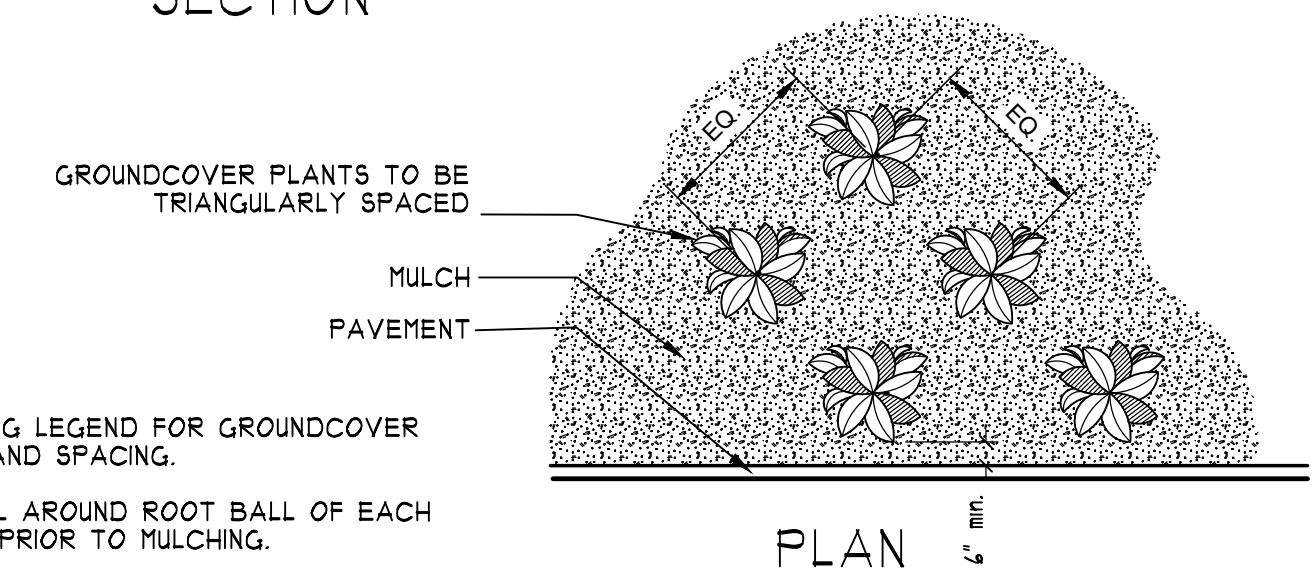 SECTION
EQ.
EQ.
GROUNDCOVER PLANTS TO BE
TRIANGULARLY SPACED
MULCH
PAVEMENT
G LEGEND FOR GROUNDCOVER
AND SPACING.
L AROUND ROOT BALL OF EACH
PRIOR TO MULCHING.
6" min.
PLAN